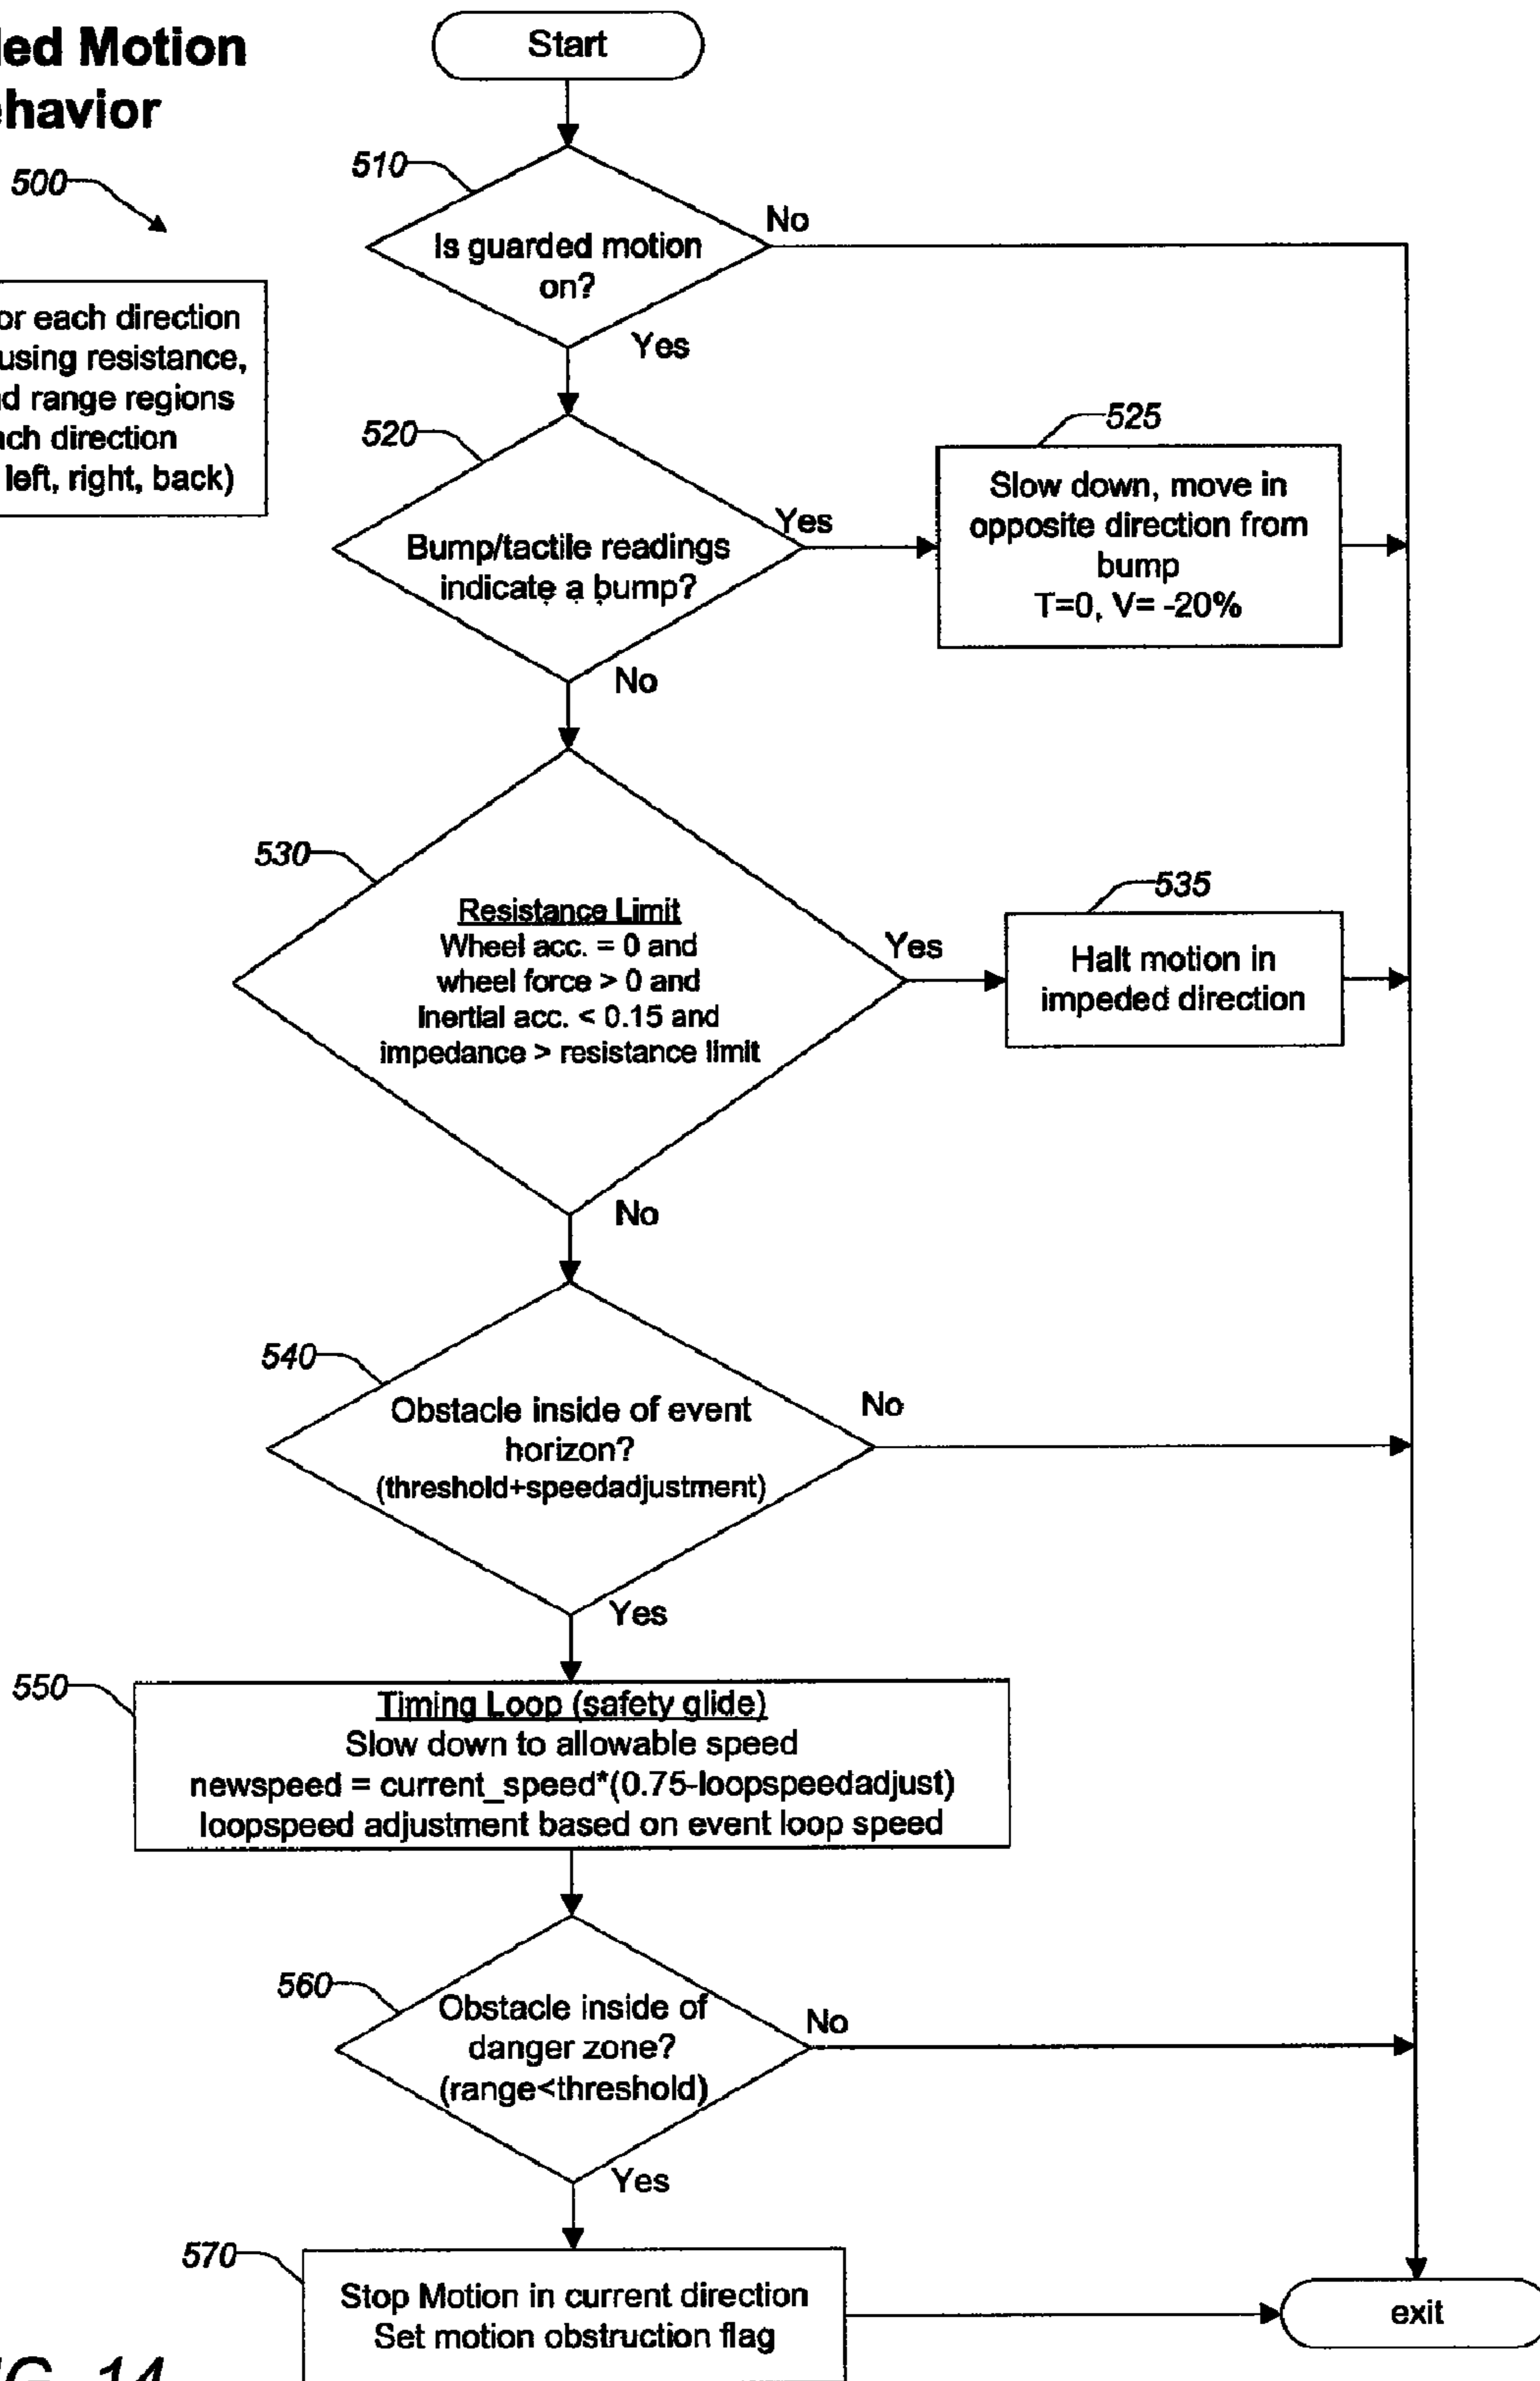 Motion
500
Start
510
Is guarded motion
on?
No
Yes
each direction
using resistance,
range regions
direction
left, right, back)
520
Bump/tactile readings
indicate a bump?
Yes
No
525
Slow down, move in
opposite direction from
bump
T=0, V= -20%
530
Resistance Limit
Wheel acc. = 0 and
wheel force > 0 and
Inertial acc. < 0.15 and
impedance > resistance limit
Yes
No
535
Halt motion in
impeded direction
540
Obstacle inside of event
horizon?
(threshold+speedadjustment)
No
Yes
550
Timing Loop (safety glide)
Slow down to allowable speed
newspeed = current_speed*(0.75-loopspeedadjust)
loopspeed adjustment based on event loop speed
560
Obstacle inside of
danger zone?
(range<threshold)
No
Yes
570
Stop Motion in current direction
Set motion obstruction flag
exit
14